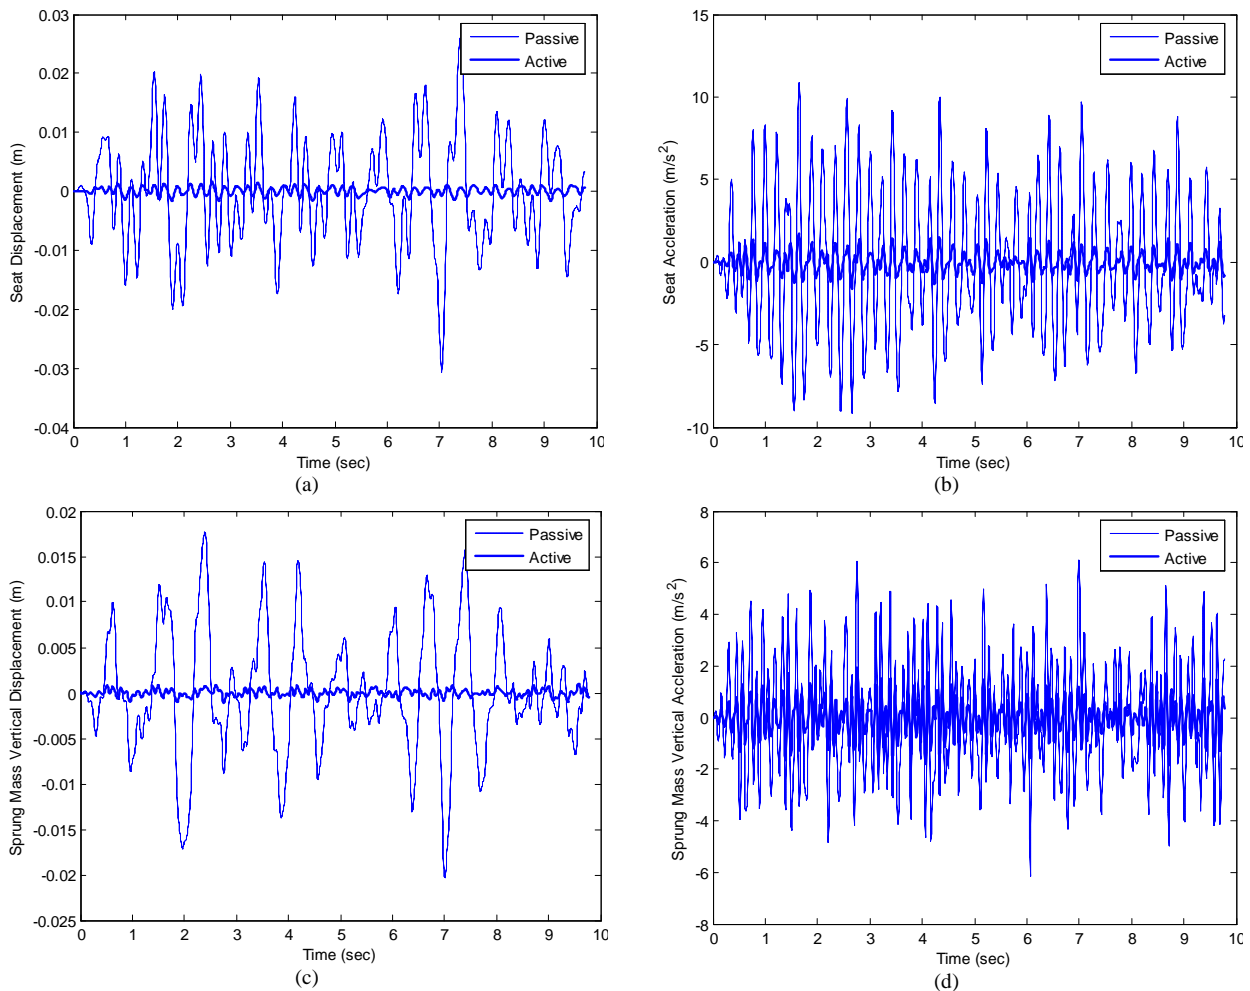 0.03
0.02
0.01
0
-0.01
-0.02
-0.03
-0.04
0 1 2 3 4 5 6 7 8 9 10
Seat Displacement (m)
Time (sec)
Passive
Active
(a)
15
10
5
0
-5
-10
0 1 2 3 4 5 6 7 8 9 10
Seat Accleration (m/s²)
Time (sec)
Passive
Active
(b)
0.02
0.015
0.01
0.005
0
-0.005
-0.01
-0.015
-0.02
-0.025
0 1 2 3 4 5 6 7 8 9 10
Sprung Mass Vertical Displacement (m)
Time (sec)
Passive
Active
(c)
8
6
4
2
0
-2
-4
-6
-8
0 1 2 3 4 5 6 7 8 9 10
Sprung Mass Vertical Accleration (m/s²)
Time (sec)
Passive
Active
(d)